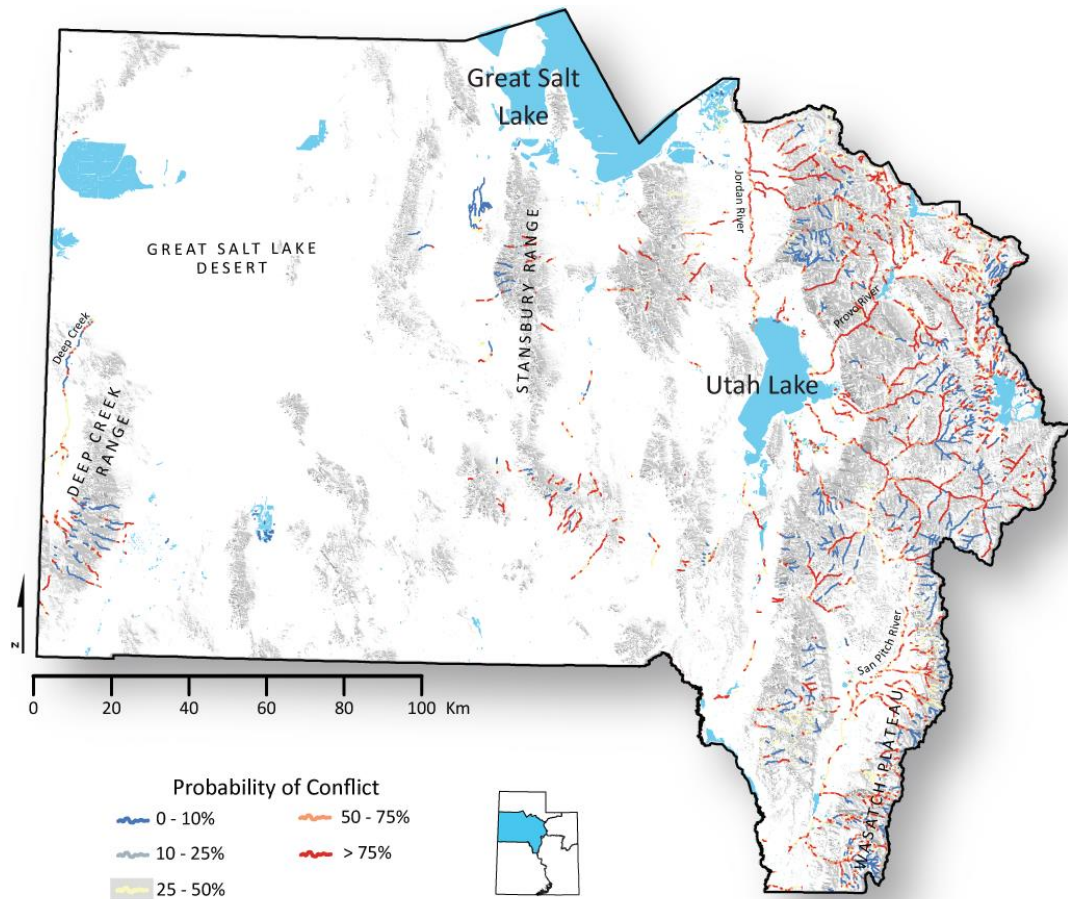 Great Salt
Lake
Jordan River
GREAT SALT LAKE
DESERT
STANSBURY RANGE
Provo River
Deep Creek
Utah Lake
DEEP CREEK
RANGE
San Pitch River
WASATCH PLATEAU
N
0 20 40 60 80 100 Km
Probability of Conflict
0 - 10%
10 - 25%
25 - 50%
50 - 75%
> 75%